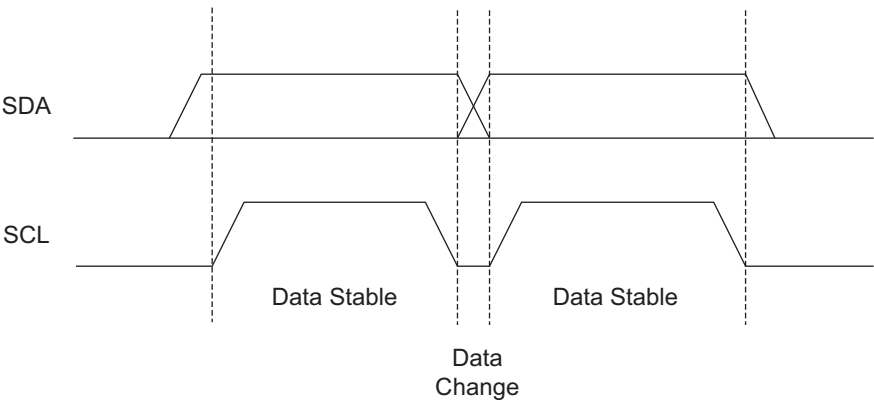 SDA
SCL
Data Stable
Data Stable
Data
Change